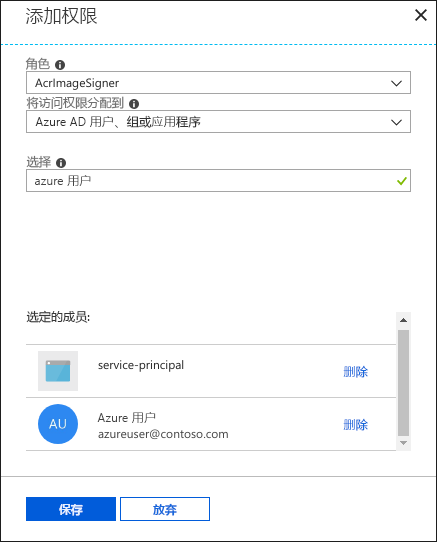 添加权限
角色
AcrImageSigner
将访问权限分配到
Azure AD 用户、组或应用程序
选择
azure 用户
选定的成员:
service-principal
删除
AU
Azure 用户
azureuser@contoso.com
删除
保存
放弃